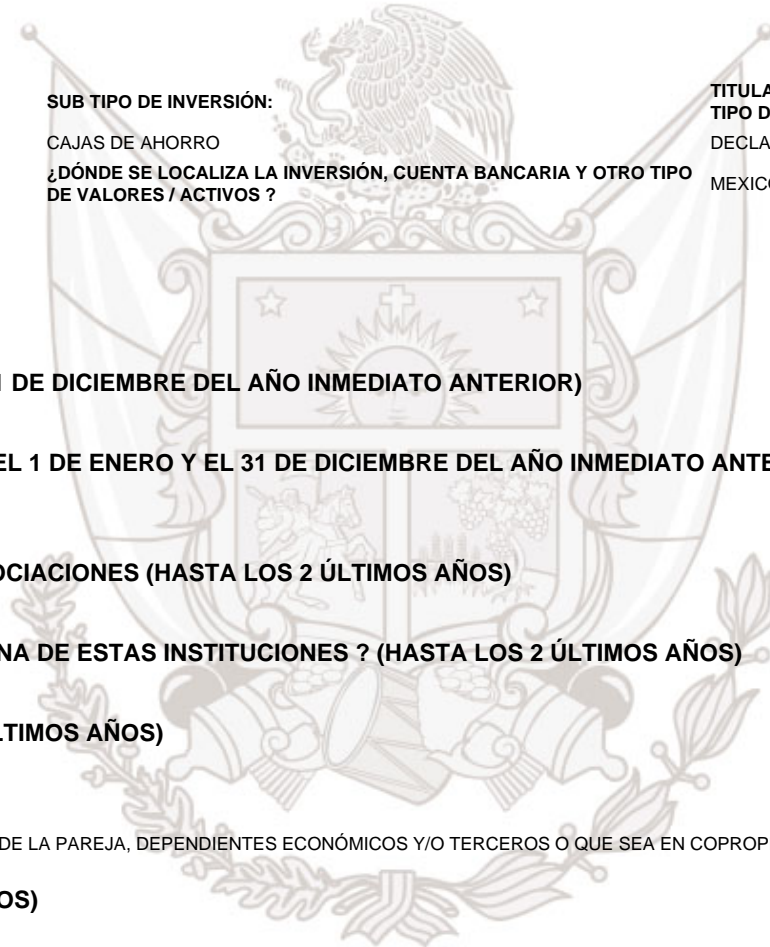 SUB TIPO DE INVERSIÓN:
TITULA
TIPO D
CAJAS DE AHORRO
DECLA
¿DÓNDE SE LOCALIZA LA INVERSIÓN, CUENTA BANCARIA Y OTRO TIPO
DE VALORES / ACTIVOS ?
MEXICO
DE DICIEMBRE DEL AÑO INMEDIATO ANTERIOR)
EL 1 DE ENERO Y EL 31 DE DICIEMBRE DEL AÑO INMEDIATO ANTE
OCIACIONES (HASTA LOS 2 ÚLTIMOS AÑOS)
NA DE ESTAS INSTITUCIONES ? (HASTA LOS 2 ÚLTIMOS AÑOS)
LTIMOS AÑOS)
DE LA PAREJA, DEPENDIENTES ECONÓMICOS Y/O TERCEROS O QUE SEA EN COPROP
OS)